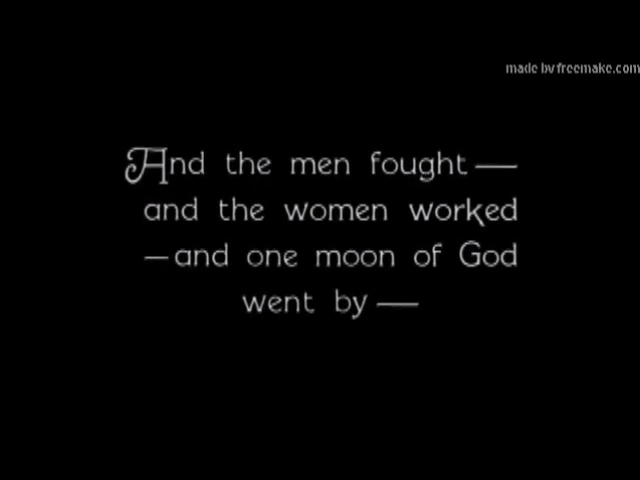 made by freemake.com
And the men fought—
and the women worked
—and one moon of God
went by—